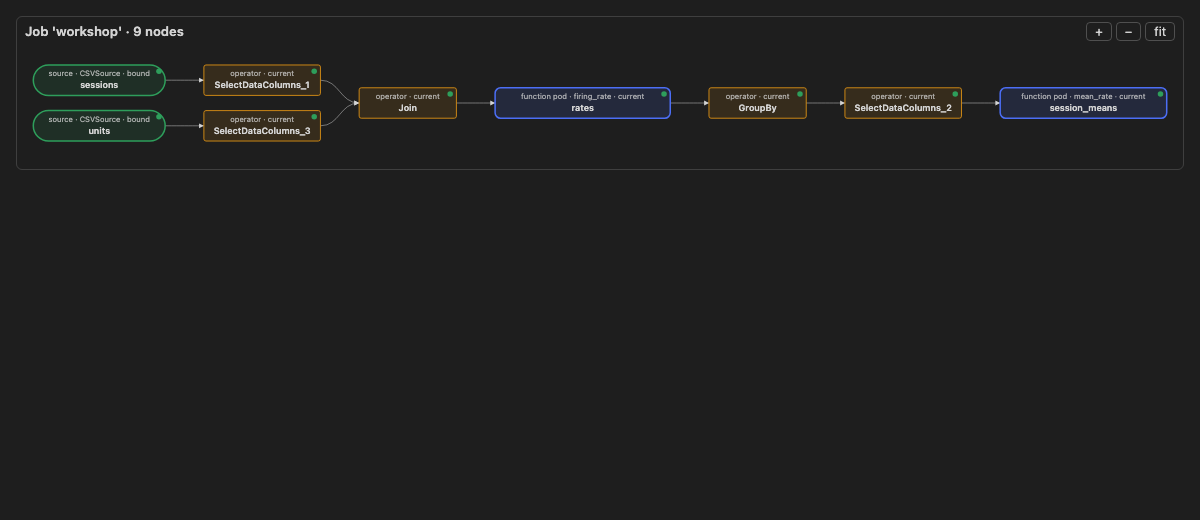 Job 'workshop' · 9 nodes
+ − fit
source · CSVSource · bound
sessions
operator · current
SelectDataColumns_1
source · CSVSource · bound
units
operator · current
SelectDataColumns_3
operator · current
Join
function pod · firing_rate · current
rates
operator · current
GroupBy
operator · current
SelectDataColumns_2
function pod · mean_rate · current
session_means